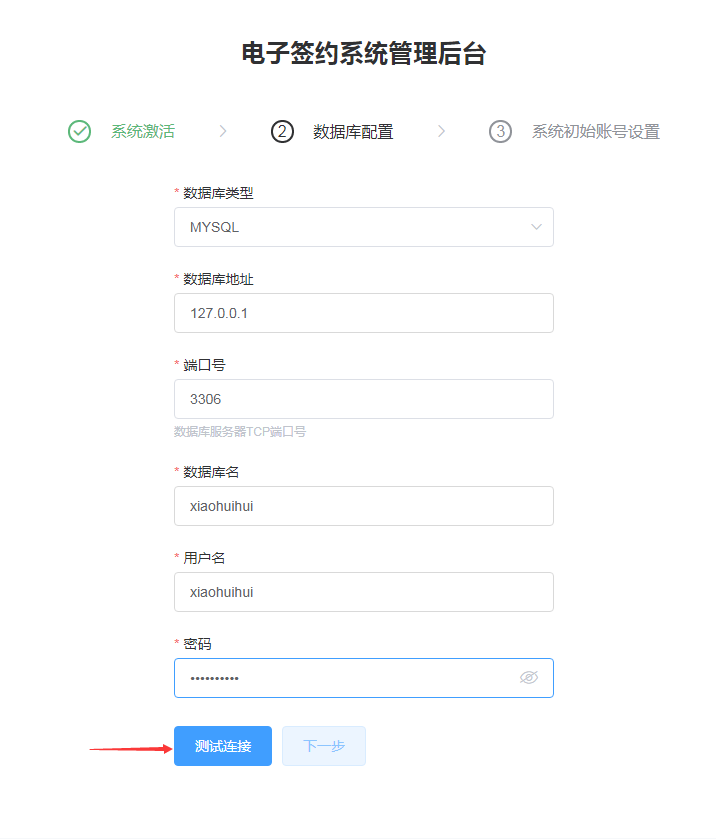 电子签约系统管理后台
系统激活 2 数据库配置 3 系统初始账号设置
* 数据库类型
MYSQL
* 数据库地址
127.0.0.1
* 端口号
3306
数据库服务器TCP端口号
* 数据库名
xiaohuihui
* 用户名
xiaohuihui
* 密码
••••••••••
测试连接 下一步